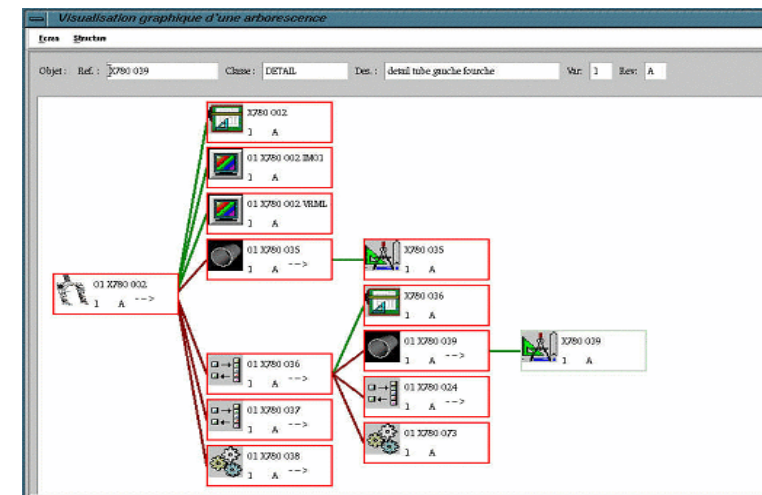 Visualisation graphique d'une arborescence
Ecran Structure
Objet : Ref. : X780 039 Classe : DETAIL Des. : detail tube gauche fourche Var: 1 Rev: A
X780 002
1 A
01 X780 002 IMO1
1 A
01 X780 002 VRML
1 A
01 X780 035
1 A -->
X780 035
1 A
01 X780 002
1 A -->
X780 036
1 A
01 X780 039
1 A -->
X780 039
1 A
01 X780 036
1 A -->
01 X780 024
1 A -->
01 X780 037
1 A -->
01 X780 073
1 A
01 X780 038
1 A -->